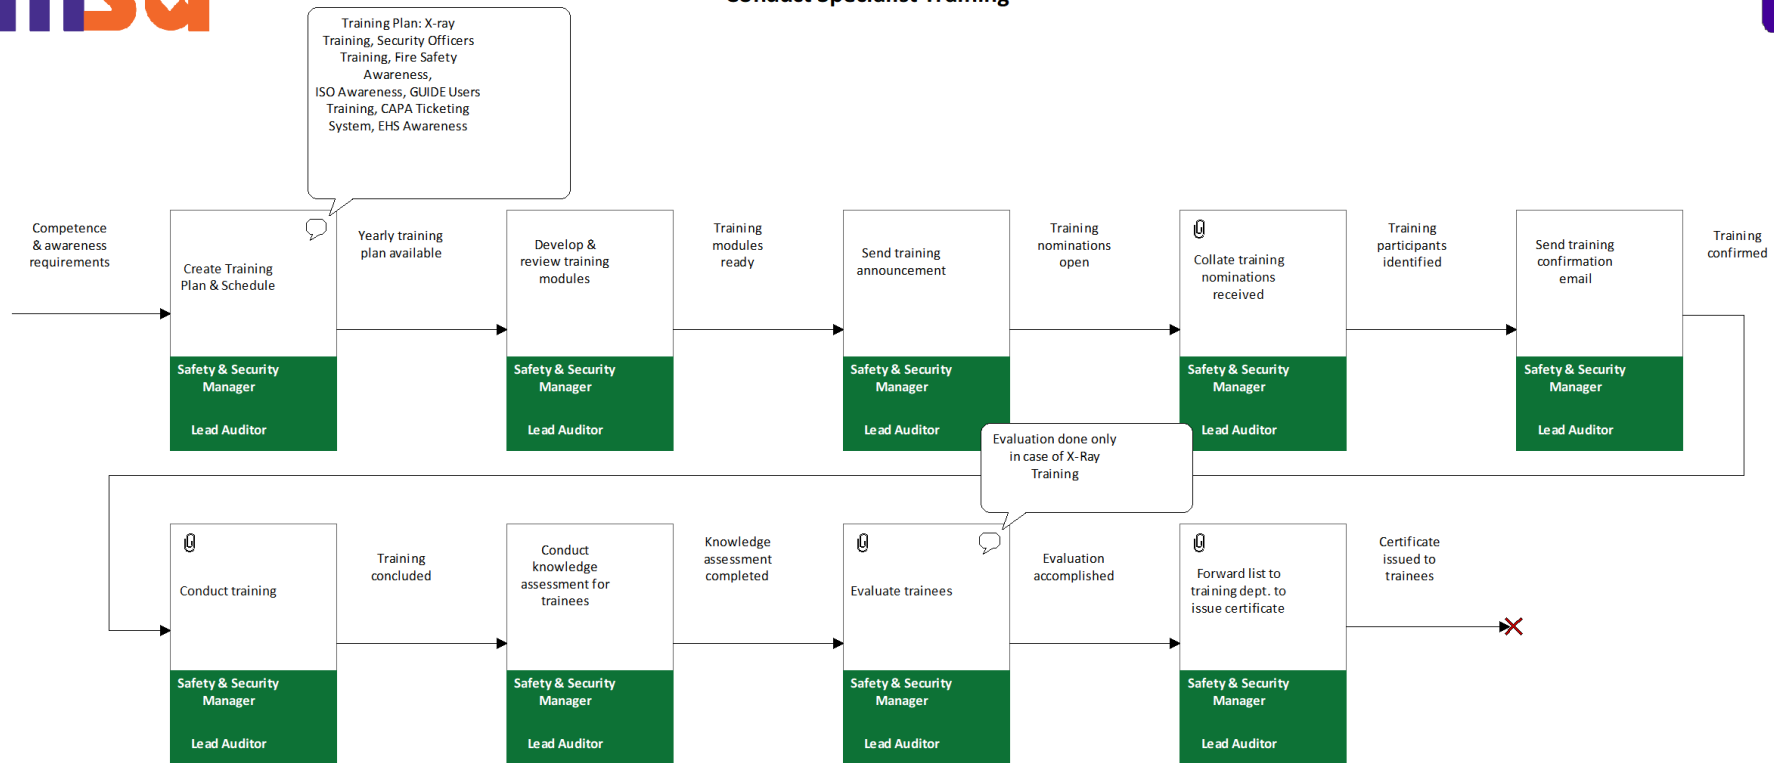 Conduct Specialist Training
Training Plan: X-ray
Training, Security Officers
Training, Fire Safety
Awareness,
ISO Awareness, GUIDE Users
Training, CAPA Ticketing
System, EHS Awareness
Competence
& awareness
requirements
Create Training
Plan & Schedule
Safety & Security
Manager
Lead Auditor
Yearly training
plan available
Develop &
review training
modules
Safety & Security
Manager
Lead Auditor
Training
modules
ready
Send training
announcement
Safety & Security
Manager
Lead Auditor
Training
nominations
open
Collate training
nominations
received
Safety & Security
Manager
Lead Auditor
Training
participants
identified
Send training
confirmation
email
Safety & Security
Manager
Lead Auditor
Training
confirmed
Conduct training
Safety & Security
Manager
Lead Auditor
Training
concluded
Conduct
knowledge
assessment for
trainees
Safety & Security
Manager
Lead Auditor
Knowledge
assessment
completed
Evaluation done only
in case of X-Ray
Training
Evaluate trainees
Safety & Security
Manager
Lead Auditor
Evaluation
accomplished
Forward list to
training dept. to
issue certificate
Safety & Security
Manager
Lead Auditor
Certificate
issued to
trainees